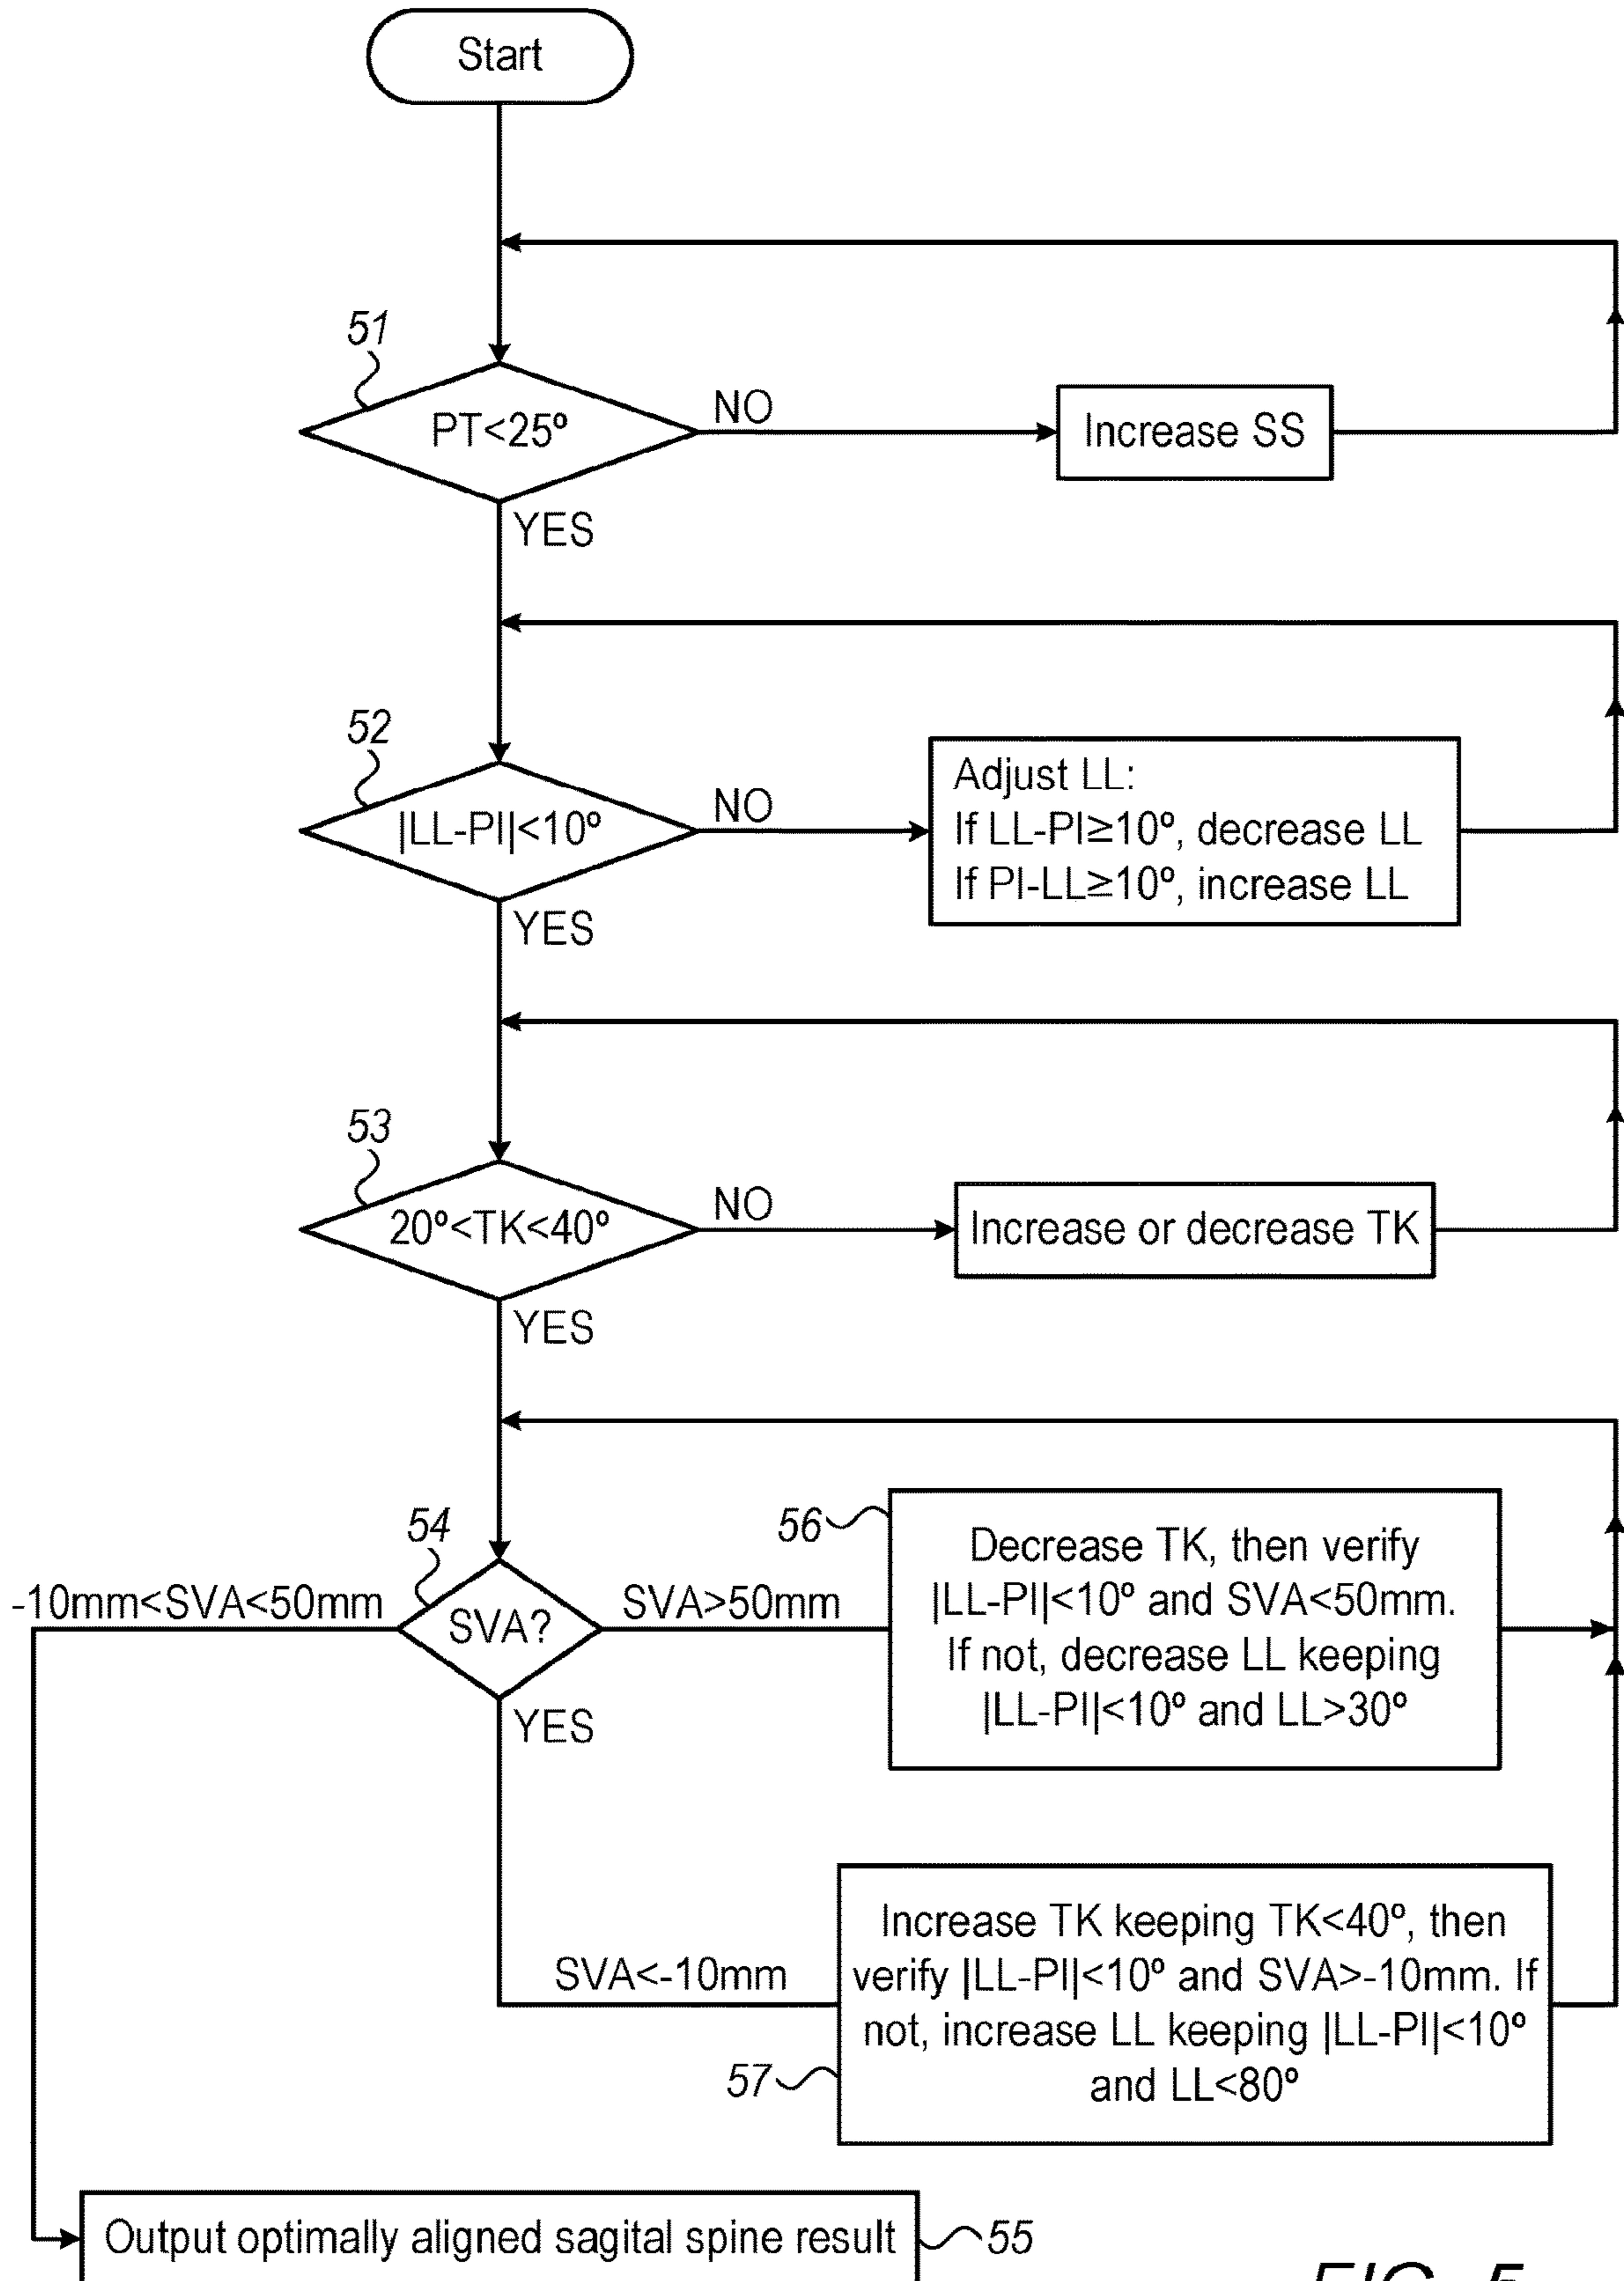 Start
51
PT<25º
NO
Increase SS
YES
52
|LL-PI|<10º
NO
Adjust LL:
If LL-PI≥10º, decrease LL
If PI-LL≥10º, increase LL
YES
53
20º<TK<40º
NO
Increase or decrease TK
YES
54
-10mm<SVA<50mm
SVA?
SVA>50mm
56
Decrease TK, then verify
|LL-PI|<10º and SVA<50mm.
If not, decrease LL keeping
|LL-PI|<10º and LL>30º
YES
SVA<-10mm
57
Increase TK keeping TK<40º, then
verify |LL-PI|<10º and SVA>-10mm. If
not, increase LL keeping |LL-PI|<10º
and LL<80º
Output optimally aligned sagital spine result
55
FIG. 5